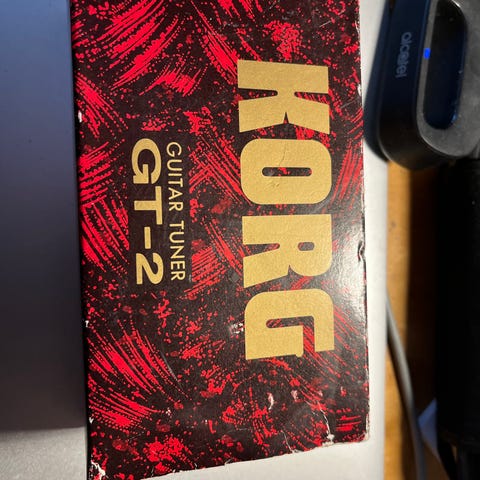 KORG
GUITAR TUNER
GT-2
alcatel